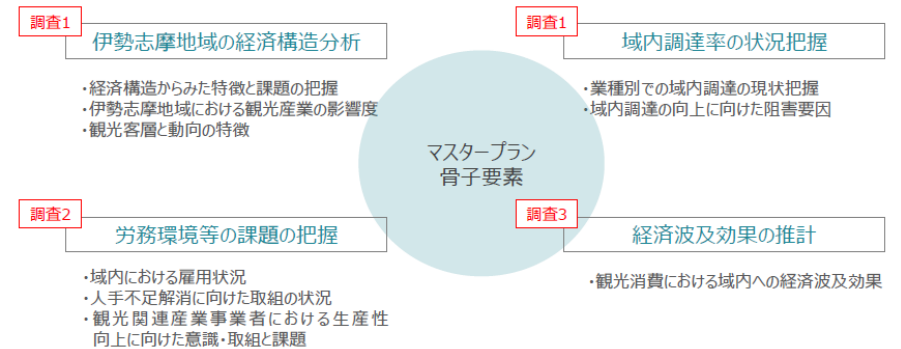 調査1
伊勢志摩地域の経済構造分析
・経済構造からみた特徴と課題の把握
・伊勢志摩地域における観光産業の影響度
・観光客層と動向の特徴
調査1
域内調達率の状況把握
・業種別での域内調達の現状把握
・域内調達の向上に向けた阻害要因
マスタープラン
骨子要素
調査2
労務環境等の課題の把握
・域内における雇用状況
・人手不足解消に向けた取組の状況
・観光関連産業事業者における生産性
向上に向けた意識・取組と課題
調査3
経済波及効果の推計
・観光消費における域内への経済波及効果